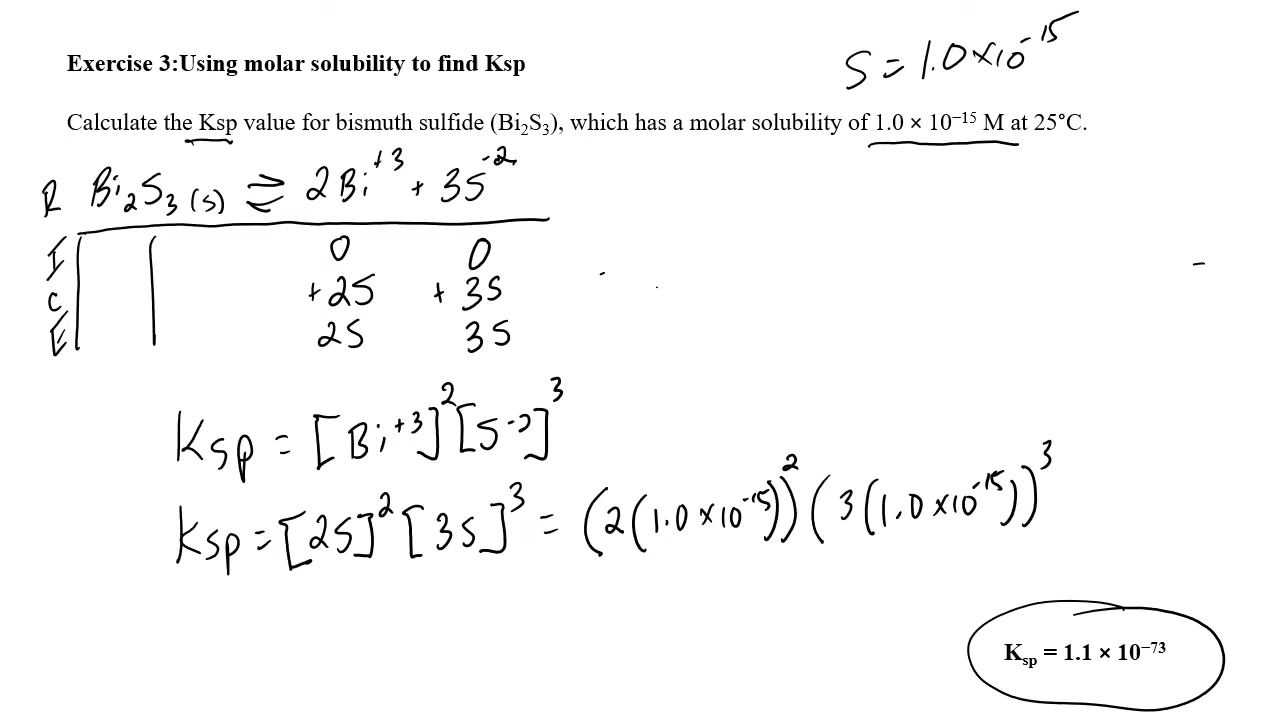 S = 1.0 × 10⁻¹⁵
Exercise 3:Using molar solubility to find Ksp
Calculate the Ksp value for bismuth sulfide (Bi₂S₃), which has a molar solubility of 1.0 × 10⁻¹⁵ M at 25°C.
R Bi₂S₃ (s) ⇌ 2Bi⁺³ + 3S⁻²
I 0 0
C +2S +3S
E 2S 3S
Ksp = [Bi⁺³]² [S⁻²]³
Ksp = [2S]² [3S]³ = (2(1.0 × 10⁻¹⁵))² (3(1.0 × 10⁻¹⁵))³
Kₛₚ = 1.1 × 10⁻⁷³